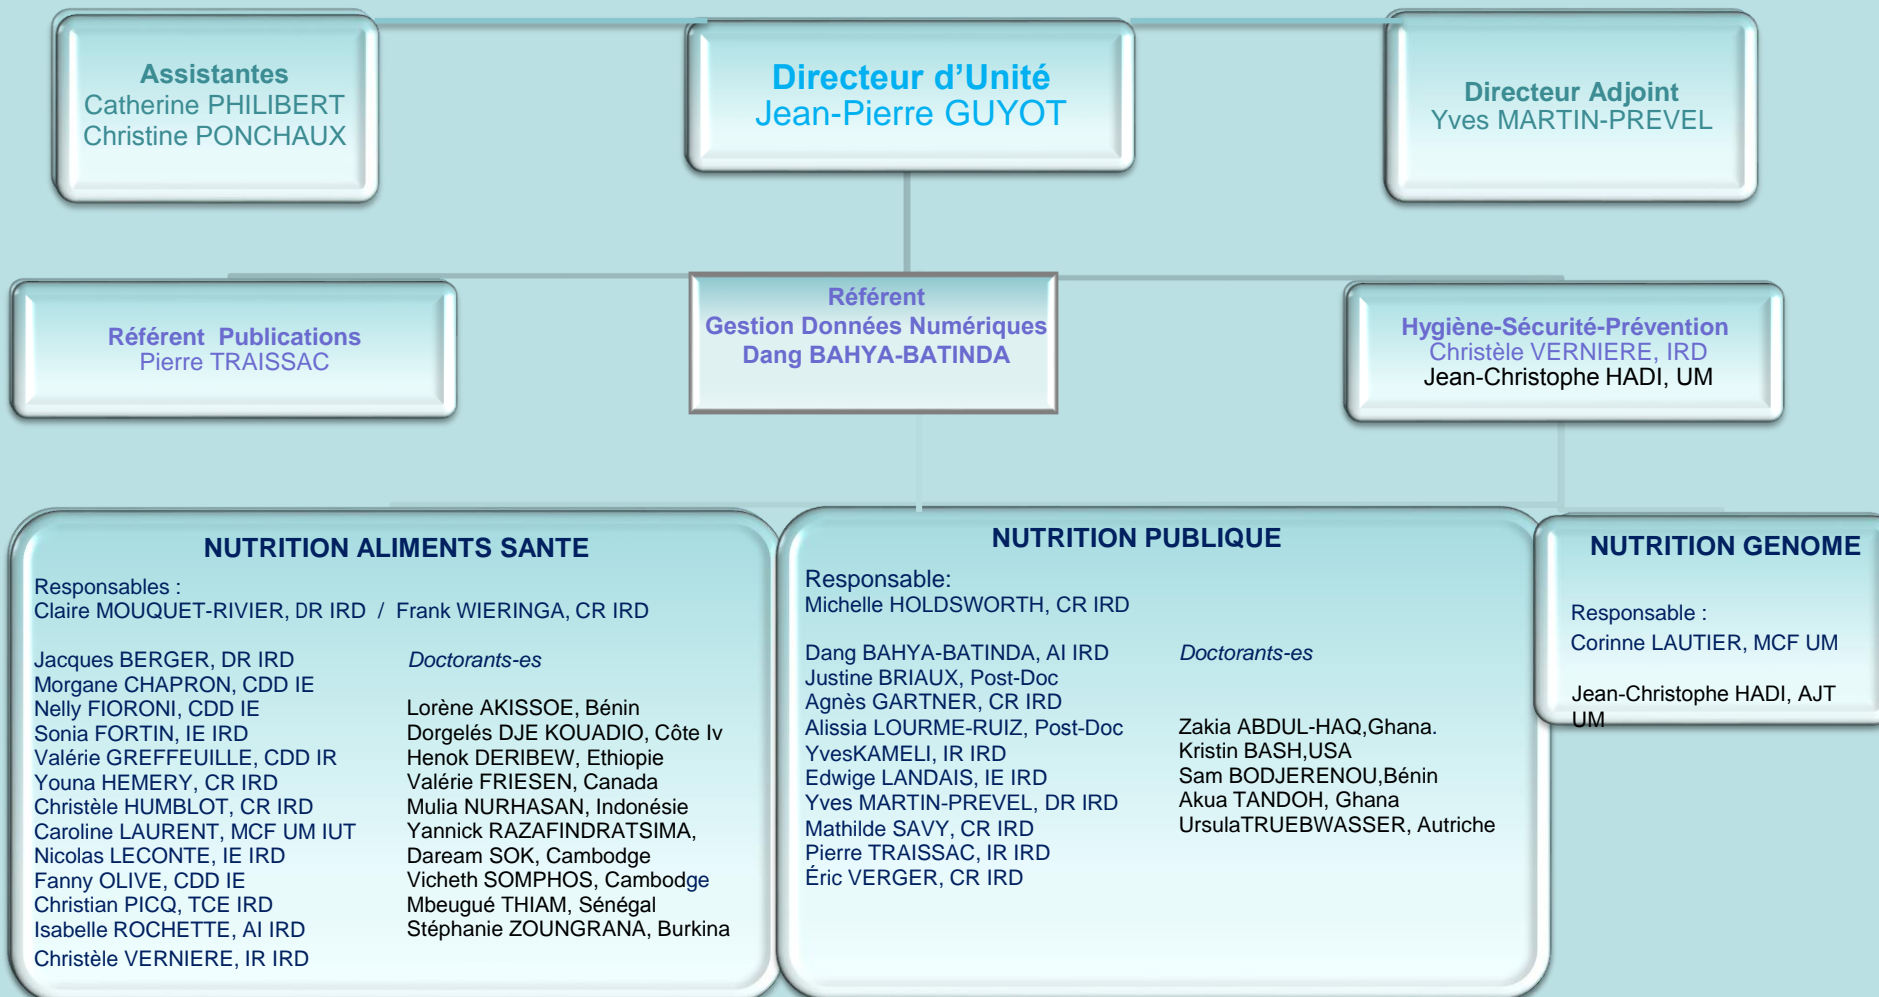 Assistantes
Catherine PHILIBERT
Christine PONCHAUX
Directeur d’Unité
Jean-Pierre GUYOT
Directeur Adjoint
Yves MARTIN-PREVEL
Référent  Publications
Pierre TRAISSAC
Référent
Gestion Données Numériques
Dang BAHYA-BATINDA
Hygiène-Sécurité-Prévention
Christèle VERNIERE, IRD
Jean-Christophe HADI, UM
NUTRITION ALIMENTS SANTE
Responsables :
Claire MOUQUET-RIVIER, DR IRD  /  Frank WIERINGA, CR IRD
Jacques BERGER, DR IRD
Morgane CHAPRON, CDD IE
Nelly FIORONI, CDD IE
Sonia FORTIN, IE IRD
Valérie GREFFEUILLE, CDD IR
Youna HEMERY, CR IRD
Christèle HUMBLOT, CR IRD
Caroline LAURENT, MCF UM IUT
Nicolas LECONTE, IE IRD
Fanny OLIVE, CDD IE
Christian PICQ, TCE IRD
Isabelle ROCHETTE, AI IRD
Christèle VERNIERE, IR IRD
Doctorants-es
Lorène AKISSOE, Bénin
Dorgelés DJE KOUADIO, Côte Iv
Henok DERIBEW, Ethiopie
Valérie FRIESEN, Canada
Mulia NURHASAN, Indonésie
Yannick RAZAFINDRATSIMA,
Daream SOK, Cambodge
Vicheth SOMPHOS, Cambodge
Mbeugué THIAM, Sénégal
Stéphanie ZOUNGRANA, Burkina
NUTRITION PUBLIQUE
Responsable:
Michelle HOLDSWORTH, CR IRD
Dang BAHYA-BATINDA, AI IRD
Justine BRIAUX, Post-Doc
Agnès GARTNER, CR IRD
Alissia LOURME-RUIZ, Post-Doc
YvesKAMELI, IR IRD
Edwige LANDAIS, IE IRD
Yves MARTIN-PREVEL, DR IRD
Mathilde SAVY, CR IRD
Pierre TRAISSAC, IR IRD
Éric VERGER, CR IRD
Doctorants-es
Zakia ABDUL-HAQ,Ghana.
Kristin BASH,USA
Sam BODJERENOU,Bénin
Akua TANDOH, Ghana
UrsulaTRUEBWASSER, Autriche
NUTRITION GENOME
Responsable :
Corinne LAUTIER, MCF UM
Jean-Christophe HADI, AJT
UM